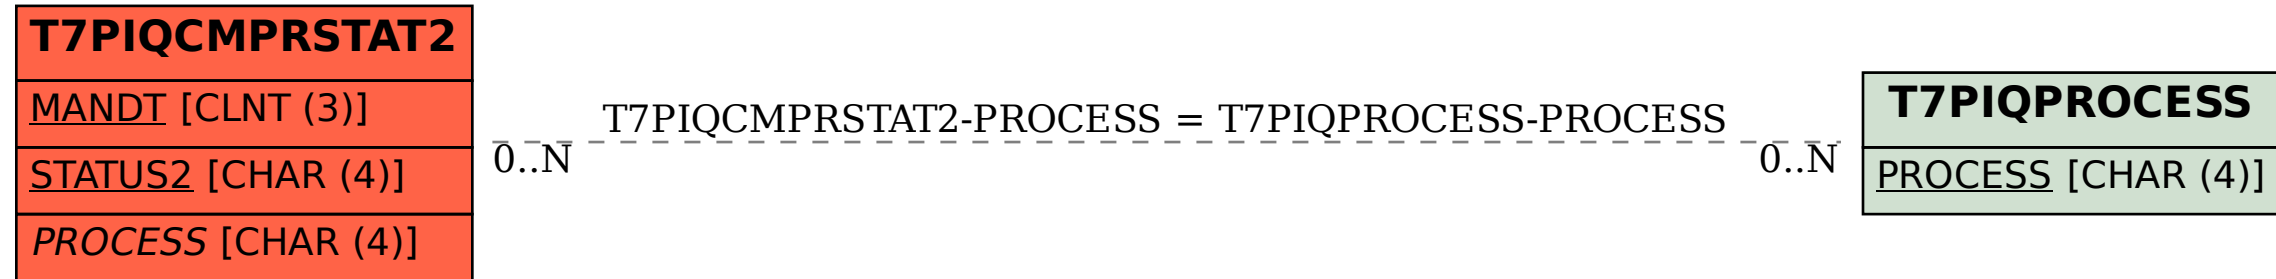 T7PIQCMPRSTAT2
MANDT [CLNT (3)]
STATUS2 [CHAR (4)]
PROCESS [CHAR (4)]
T7PIQCMPRSTAT2-PROCESS = T7PIQPROCESS-PROCESS
0..N
0..N
T7PIQPROCESS
PROCESS [CHAR (4)]